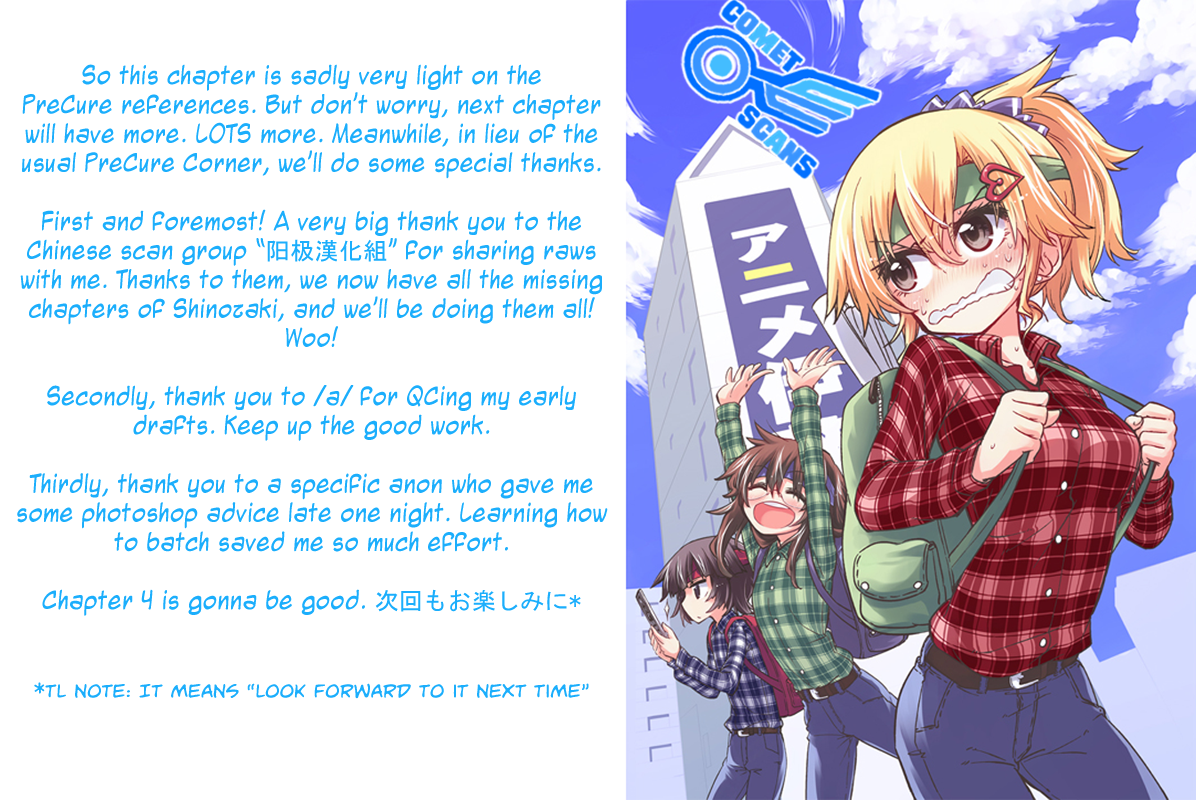 So this chapter is sadly very light on the
PreCure references. But don't worry, next chapter
will have more. LOTS more. Meanwhile, in lieu of the
usual PreCure Corner, we'll do some special thanks.
First and foremost! A very big thank you to the
Chinese scan group "阳极漢化組" for sharing raws
with me. Thanks to them, we now have all the missing
chapters of Shinozaki, and we'll be doing them all!
Woo!
Secondly, thank you to /a/ for QCing my early
drafts. Keep up the good work.
Thirdly, thank you to a specific anon who gave me
some photoshop advice late one night. Learning how
to batch saved me so much effort.
Chapter 4 is gonna be good. 次回もお楽しみに*
*TL NOTE: IT MEANS "LOOK FORWARD TO IT NEXT TIME"
COMET
SCANS
アニメ